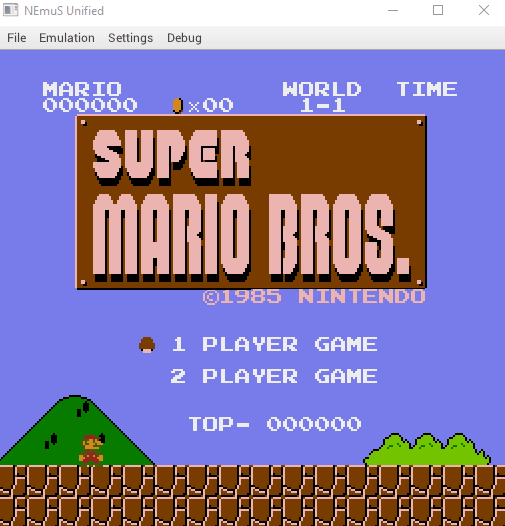 NEmuS Unified
File Emulation Settings Debug
MARIO WORLD TIME
000000 ×00 1-1
SUPER
MARIO BROS.
©1985 NINTENDO
1 PLAYER GAME
2 PLAYER GAME
TOP- 000000